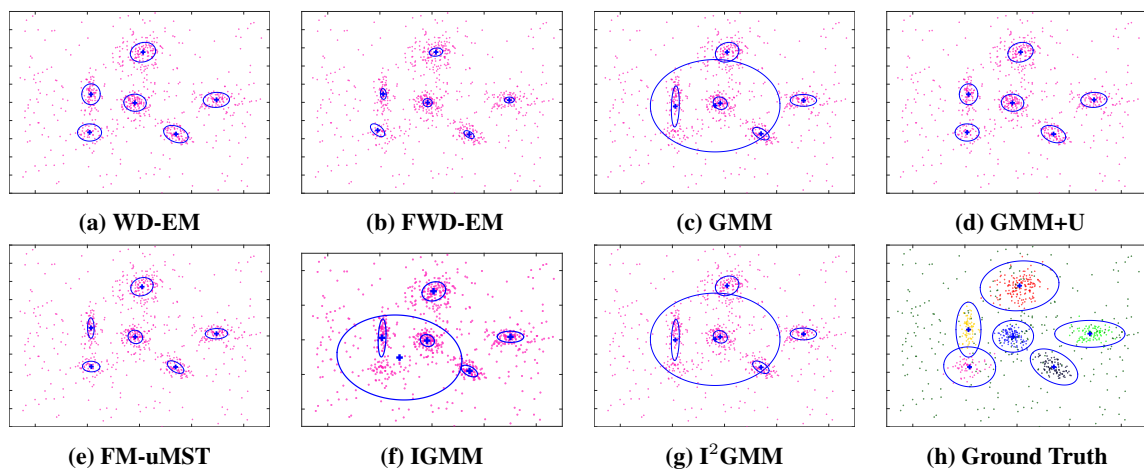 (a) WD-EM (b) FWD-EM (c) GMM (d) GMM+U
(e) FM-uMST (f) IGMM (g) I²GMM (h) Ground Truth